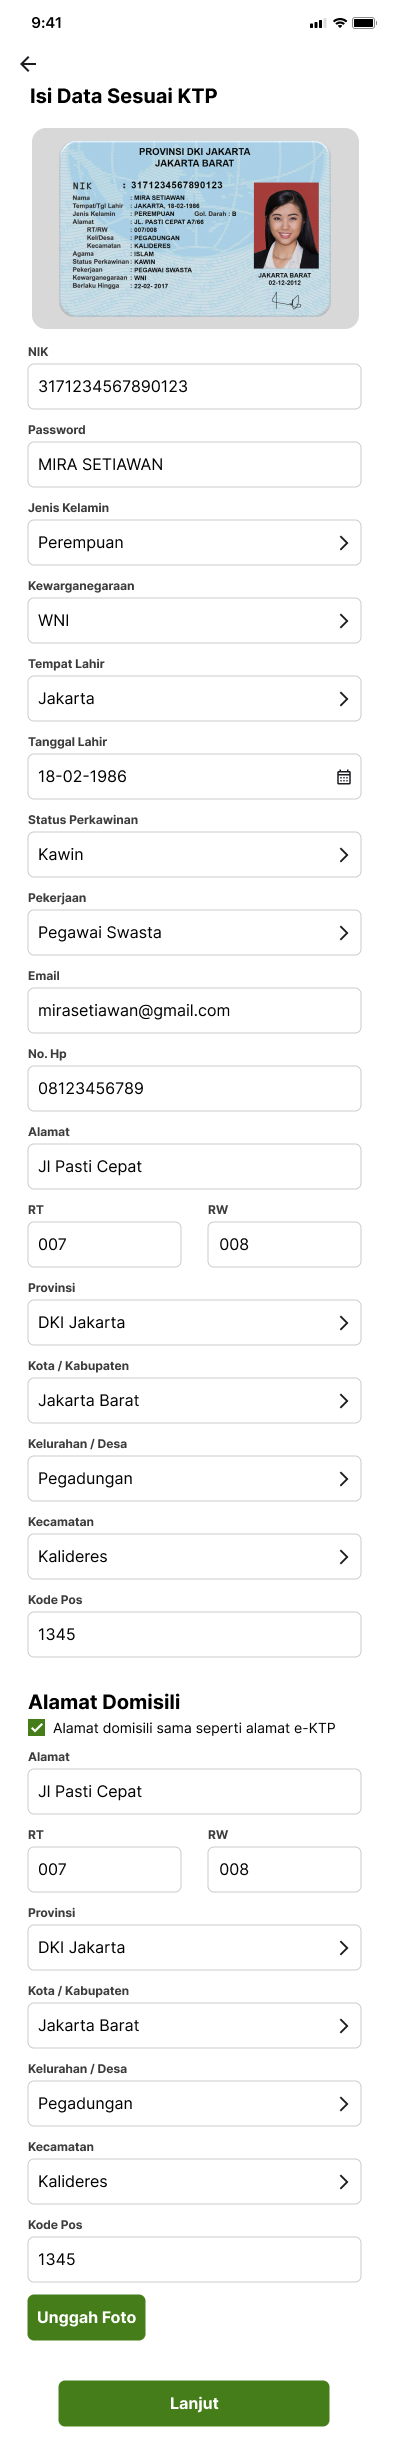 9:41
Isi Data Sesuai KTP
PROVINSI DKI JAKARTA
JAKARTA BARAT
NIK : 3171234567890123
Nama : MIRA SETIAWAN
Tempat/Tgl Lahir : JAKARTA, 18-02-1986
Jenis Kelamin : PEREMPUAN Gol. Darah : B
Alamat : JL. PASTI CEPAT A7/66
RT/RW : 007/008
Kel/Desa : PEGADUNGAN
Kecamatan : KALIDERES
Agama : ISLAM
Status Perkawinan : KAWIN
Pekerjaan : PEGAWAI SWASTA
Kewarganegaraan : WNI
Berlaku Hingga : 22-02- 2017
JAKARTA BARAT
02-12-2012
NIK
3171234567890123
Password
MIRA SETIAWAN
Jenis Kelamin
Perempuan
Kewarganegaraan
WNI
Tempat Lahir
Jakarta
Tanggal Lahir
18-02-1986
Status Perkawinan
Kawin
Pekerjaan
Pegawai Swasta
Email
mirasetiawan@gmail.com
No. Hp
08123456789
Alamat
Jl Pasti Cepat
RT RW
007 008
Provinsi
DKI Jakarta
Kota / Kabupaten
Jakarta Barat
Kelurahan / Desa
Pegadungan
Kecamatan
Kalideres
Kode Pos
1345
Alamat Domisili
Alamat domisili sama seperti alamat e-KTP
Alamat
Jl Pasti Cepat
RT RW
007 008
Provinsi
DKI Jakarta
Kota / Kabupaten
Jakarta Barat
Kelurahan / Desa
Pegadungan
Kecamatan
Kalideres
Kode Pos
1345
Unggah Foto
Lanjut